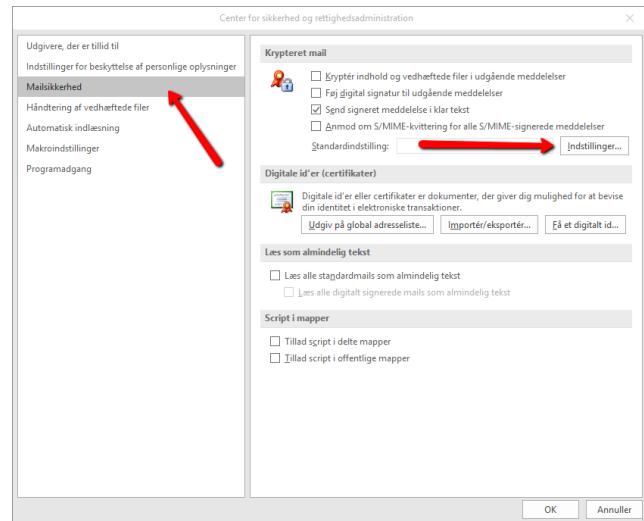 Center for sikkerhed og rettighedsadministration
Udgivere, der er tillid til
Indstillinger for beskyttelse af personlige oplysninger
Mailsikkerhed
Håndtering af vedhæftede filer
Automatisk indlæsning
Makroindstillinger
Programadgang
Krypteret mail
Kryptér indhold og vedhæftede filer i udgående meddelelser
Føj digital signatur til udgående meddelelser
Send signeret meddelelse i klar tekst
Anmod om S/MIME-kvittering for alle S/MIME-signerede meddelelser
Standardindstilling:
Indstillinger...
Digitale id'er (certifikater)
Digitale id'er eller certifikater er dokumenter, der giver dig mulighed for at bevise
din identitet i elektroniske transaktioner.
Udgiv på global adresseliste...
Importér/eksportér...
Få et digitalt id...
Læs som almindelig tekst
Læs alle standardmails som almindelig tekst
Læs alle digitalt signerede mails som almindelig tekst
Script i mapper
Tillad script i delte mapper
Tillad script i offentlige mapper
OK
Annuller